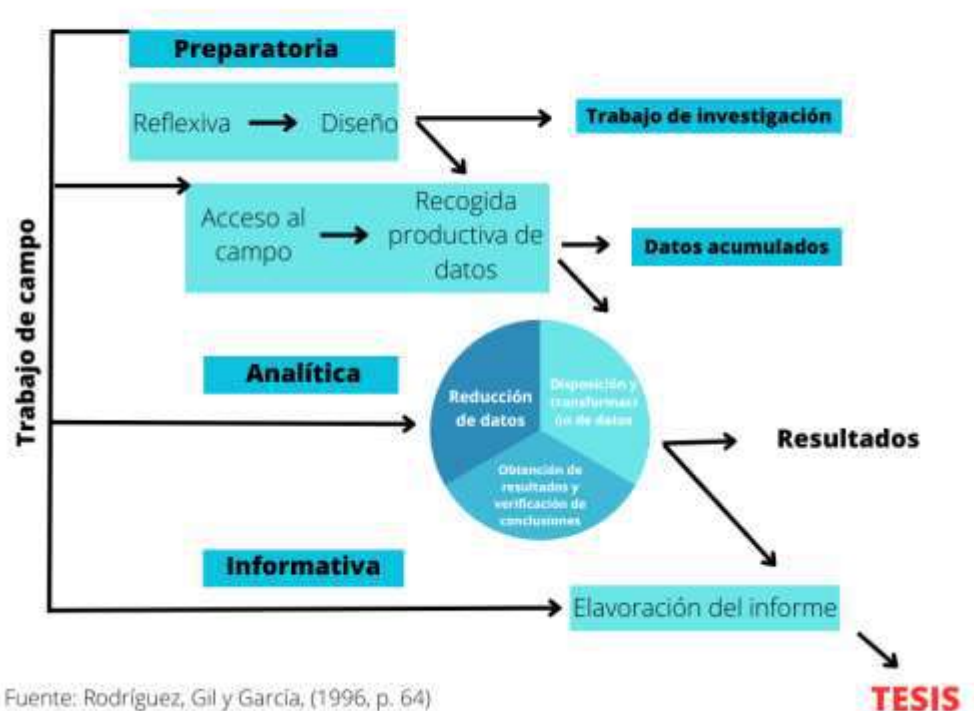 Preparatoria
Reflexiva
Diseño
Trabajo de investigación
Acceso al
campo
Recogida
productiva de
datos
Datos acumulados
Trabajo de campo
Analítica
Reducción
de datos
Disposición y
transformaci
ón de datos
Obtención de
resultados y
verificación de
conclusiones
Resultados
Informativa
Elavoración del informe
Fuente: Rodríguez, Gil y García, (1996, p. 64)
TESIS